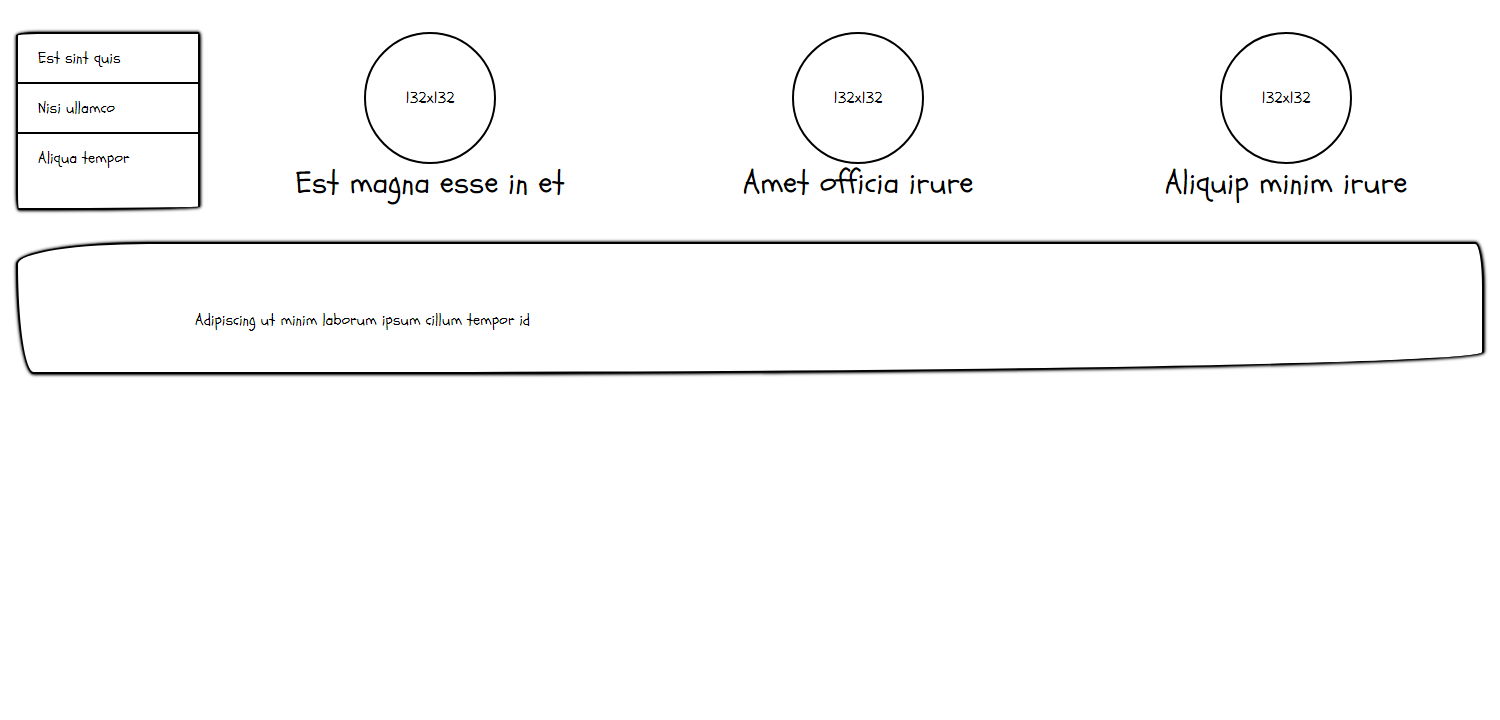 Est sint quis
Nisi ullamco
Aliqua tempor
132x132
Est magna esse in et
132x132
Amet officia irure
132x132
Aliquip minim irure
Adipiscing ut minim laborum ipsum cillum tempor id